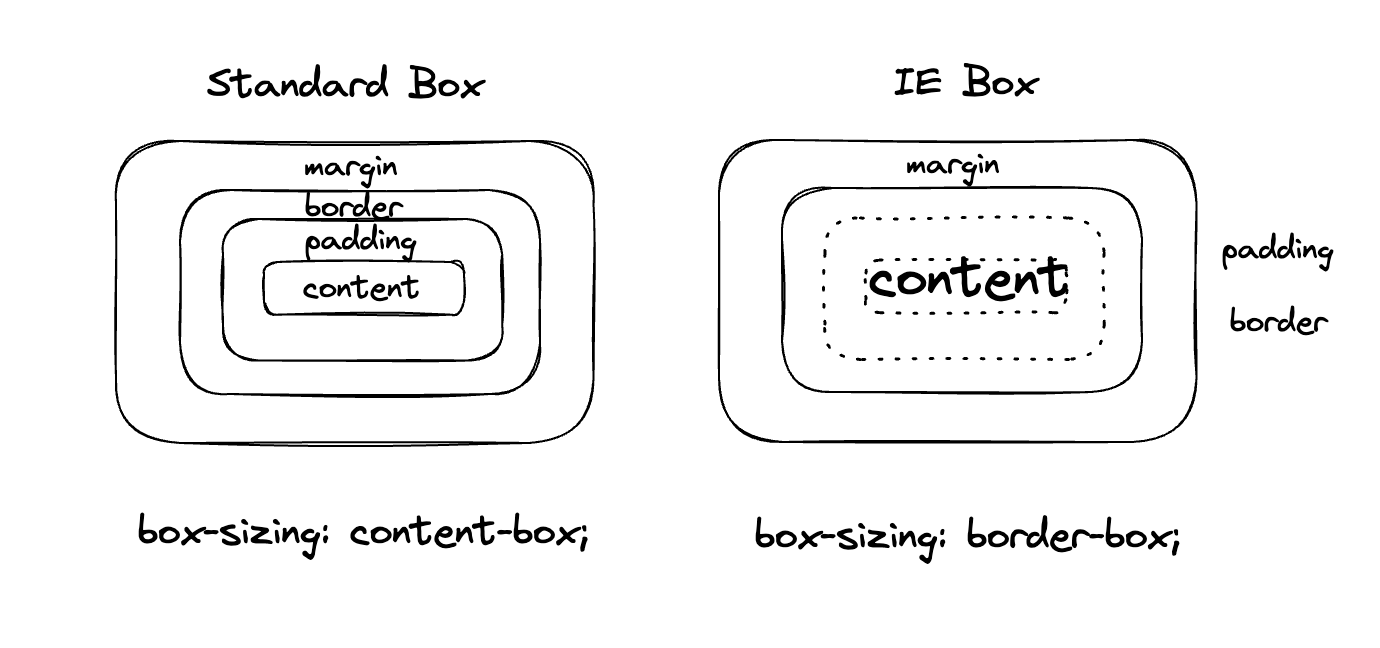 Standard Box
margin
border
padding
content
box-sizing: content-box;
IE Box
margin
content
padding
border
box-sizing: border-box;